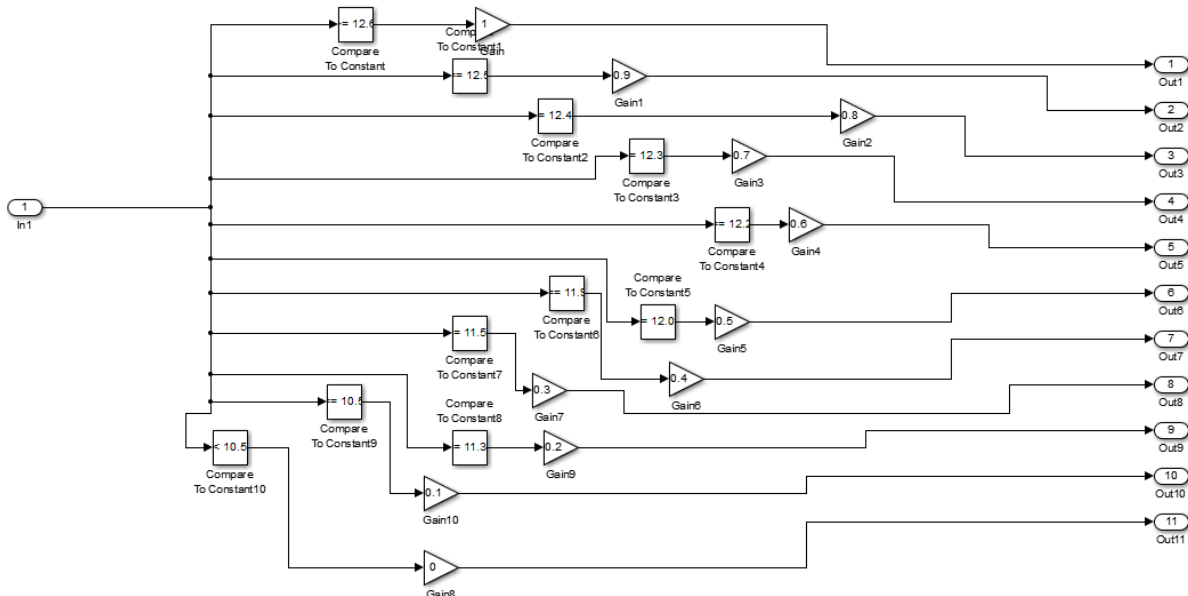 1
In1
= 12.6
Compare
To Constant
1
Gain
Compare
To Constant1
= 12.5
0.9
Gain1
= 12.4
Compare
To Constant2
0.8
Gain2
= 12.3
Compare
To Constant3
0.7
Gain3
= 12.2
Compare
To Constant4
0.6
Gain4
Compare
To Constant5
= 12.0
0.5
Gain5
= 11.9
Compare
To Constant6
0.4
Gain6
= 11.5
Compare
To Constant7
0.3
Gain7
Compare
To Constant8
= 11.3
0.2
Gain9
= 10.5
Compare
To Constant9
0.1
Gain10
< 10.5
Compare
To Constant10
0
Gain8
1
Out1
2
Out2
3
Out3
4
Out4
5
Out5
6
Out6
7
Out7
8
Out8
9
Out9
10
Out10
11
Out11